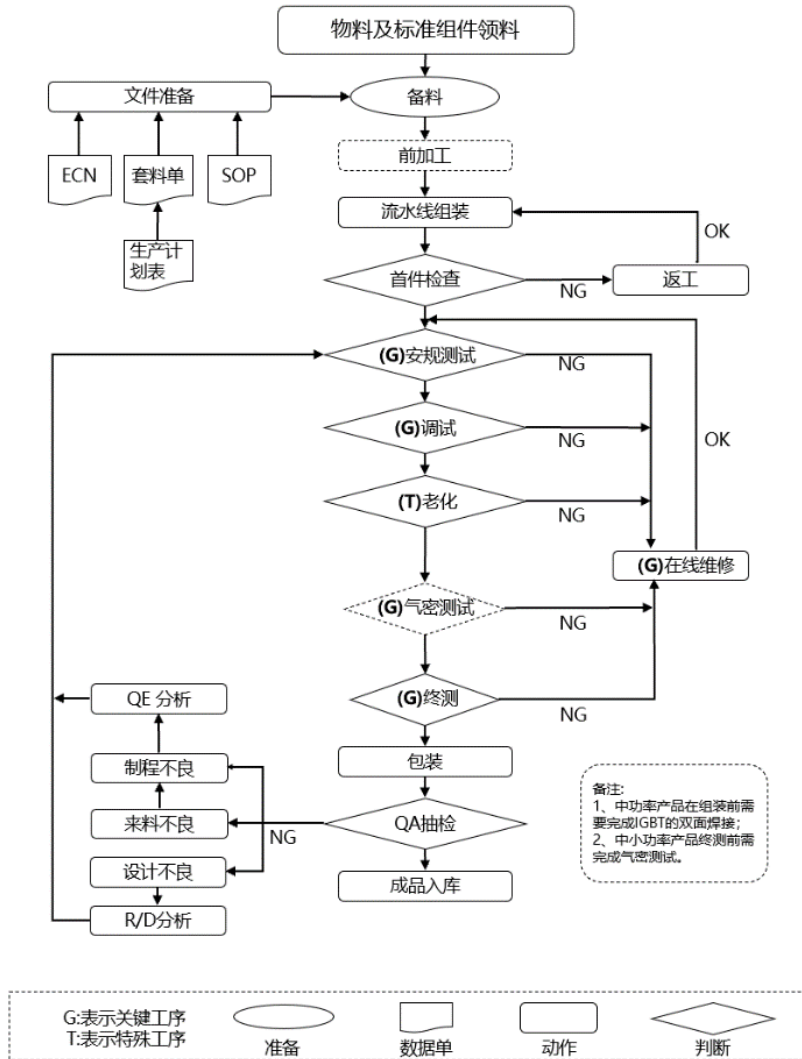 物料及标准组件领料
文件准备
备料
前加工
ECN
套料单
SOP
流水线组装
OK
生产计
划表
首件检查
NG
返工
(G)安规测试
NG
(G)调试
NG
OK
(T)老化
NG
(G)在线维修
(G)气密测试
NG
QE 分析
(G)终测
NG
制程不良
包装
备注:
1、中功率产品在组装前需
要完成IGBT的双面焊接;
2、中小功率产品终测前需
完成气密测试。
来料不良
NG
QA抽检
设计不良
成品入库
R/D分析
G:表示关键工序
T:表示特殊工序
准备
数据单
动作
判断